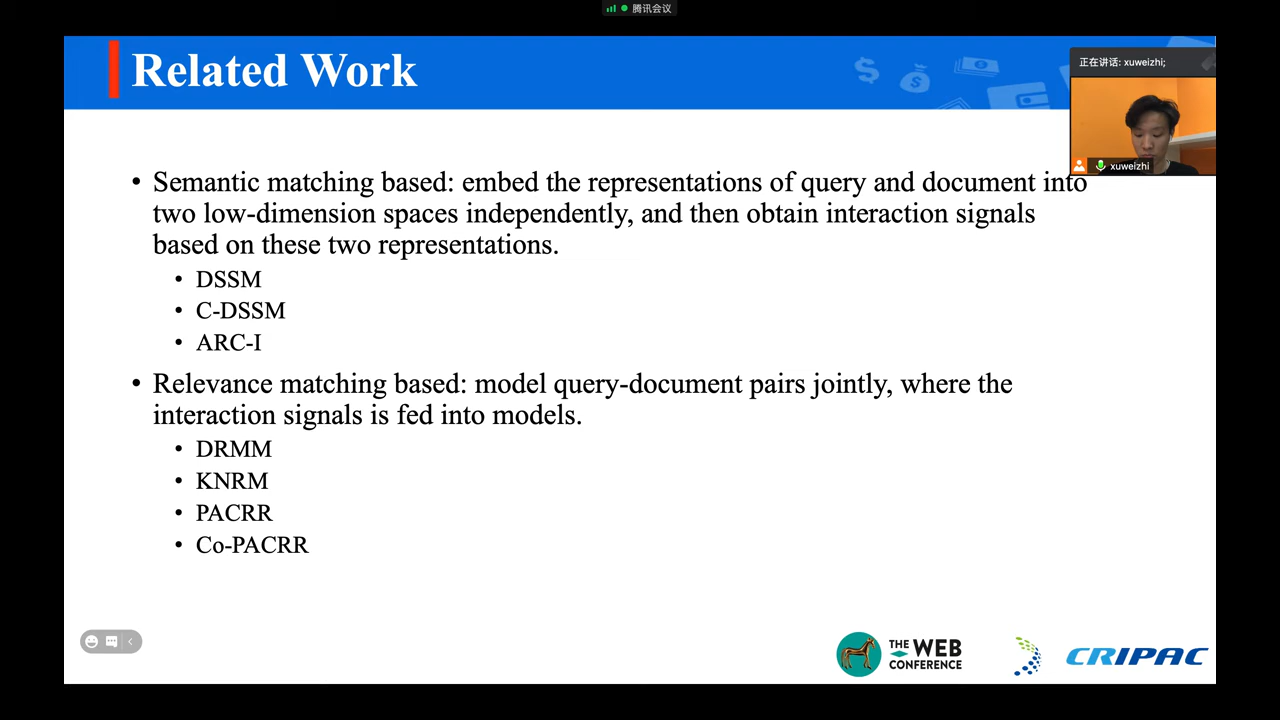 腾讯会议
Related Work
正在讲话: xuweizhi;
xuweizhi
• Semantic matching based: embed the representations of query and document into
two low-dimension spaces independently, and then obtain interaction signals
based on these two representations.
• DSSM
• C-DSSM
• ARC-I
• Relevance matching based: model query-document pairs jointly, where the
interaction signals is fed into models.
• DRMM
• KNRM
• PACRR
• Co-PACRR
THE WEB
CONFERENCE
CRIPAC